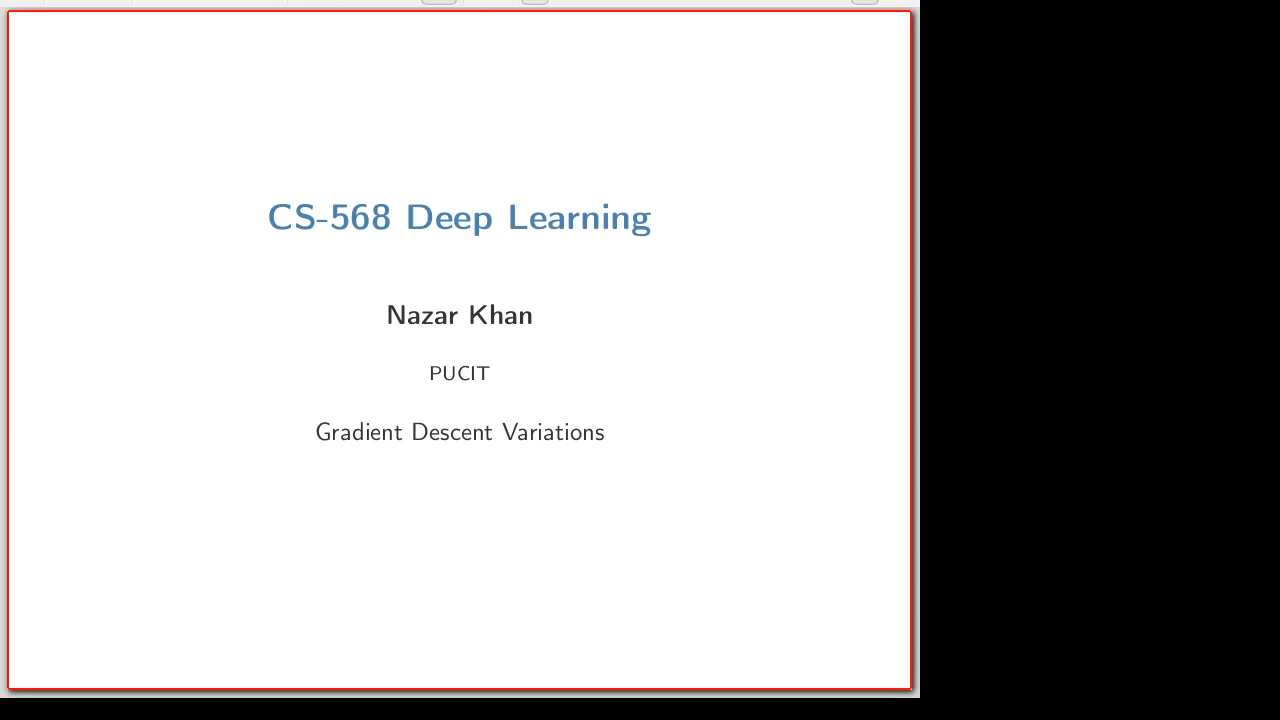 CS-568 Deep Learning
Nazar Khan
PUCIT
Gradient Descent Variations